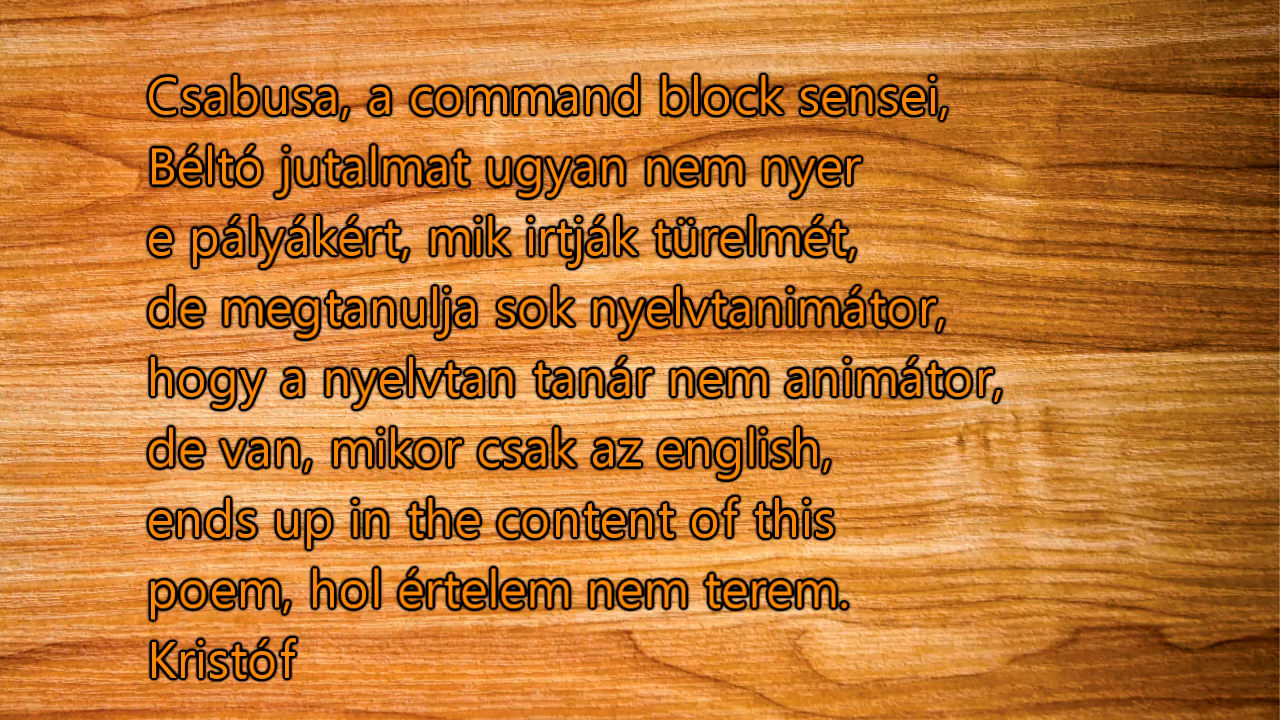 Csabusa, a command block sensei,
Béltó jutalmat ugyan nem nyer
e pályákért, mik irtják türelmét,
de megtanulja sok nyelvtanimátor,
hogy a nyelvtan tanár nem animátor,
de van, mikor csak az english,
ends up in the content of this
poem, hol értelem nem terem.
Kristóf